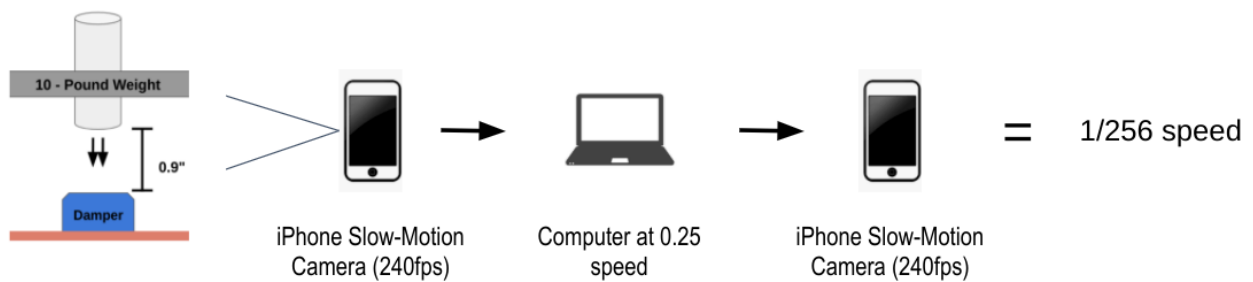 10 - Pound Weight
0.9"
Damper
iPhone Slow-Motion
Camera (240fps)
Computer at 0.25
speed
iPhone Slow-Motion
Camera (240fps)
= 1/256 speed